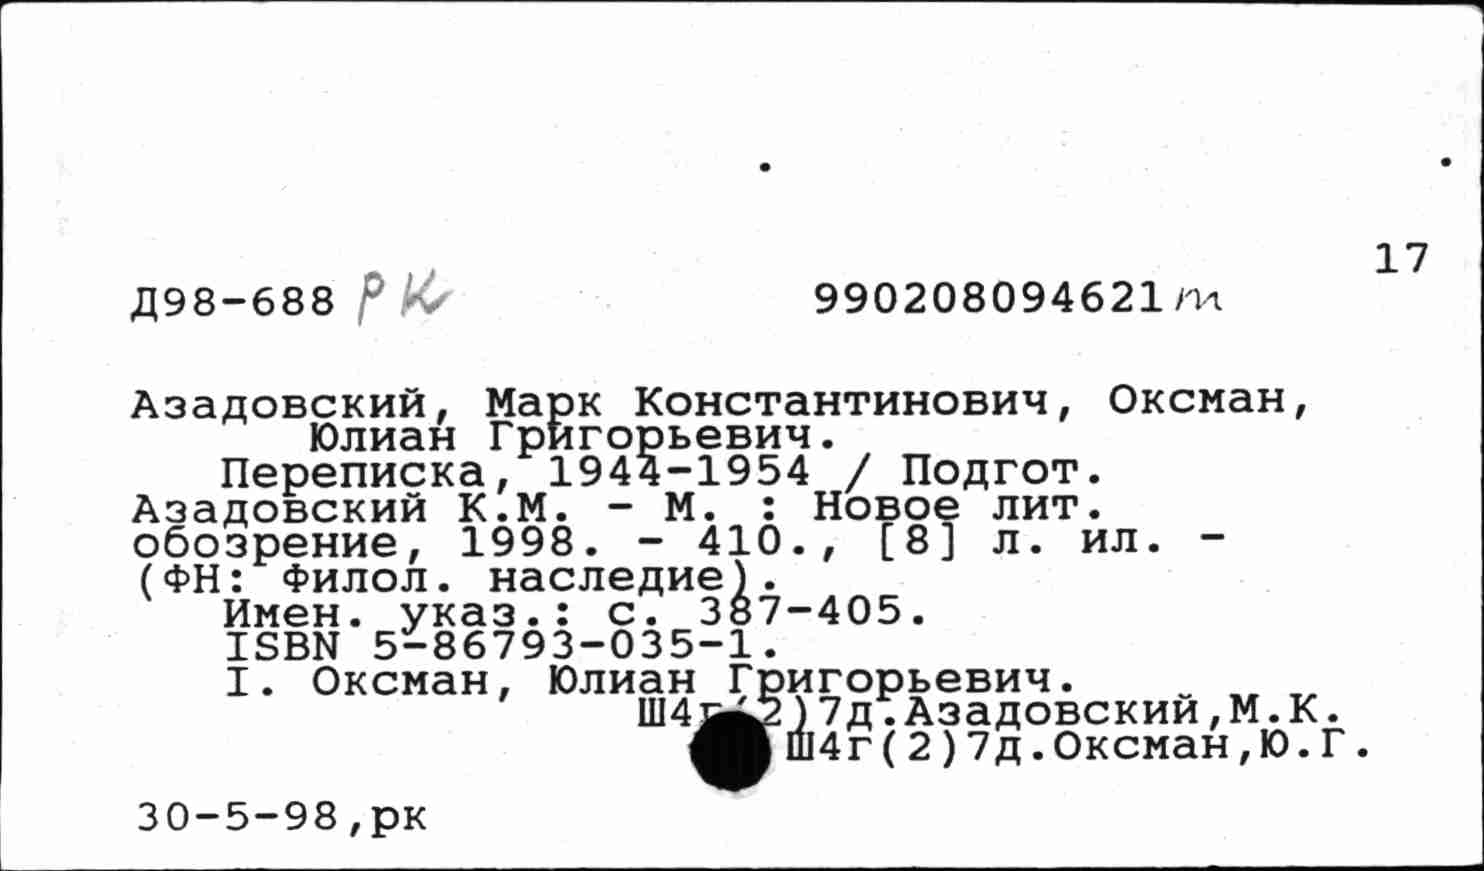 17
Д98-688 РК 990208094621 m
Азадовский, Марк Константинович, Оксман,
Юлиан Григорьевич.
Переписка, 1944-1954 / Подгот.
Азадовский К.М. - М. : Новое лит.
обозрение, 1998. - 410., [8] л. ил. -
(ФН: Филол. наследие).
Имен. указ.: с. 387-405.
ISBN 5-86793-035-1.
I. Оксман, Юлиан Григорьевич.
Ш4г(2)7д.Азадовский,М.К.
Ш4г(2)7д.Оксман,Ю.Г.
30-5-98,рк